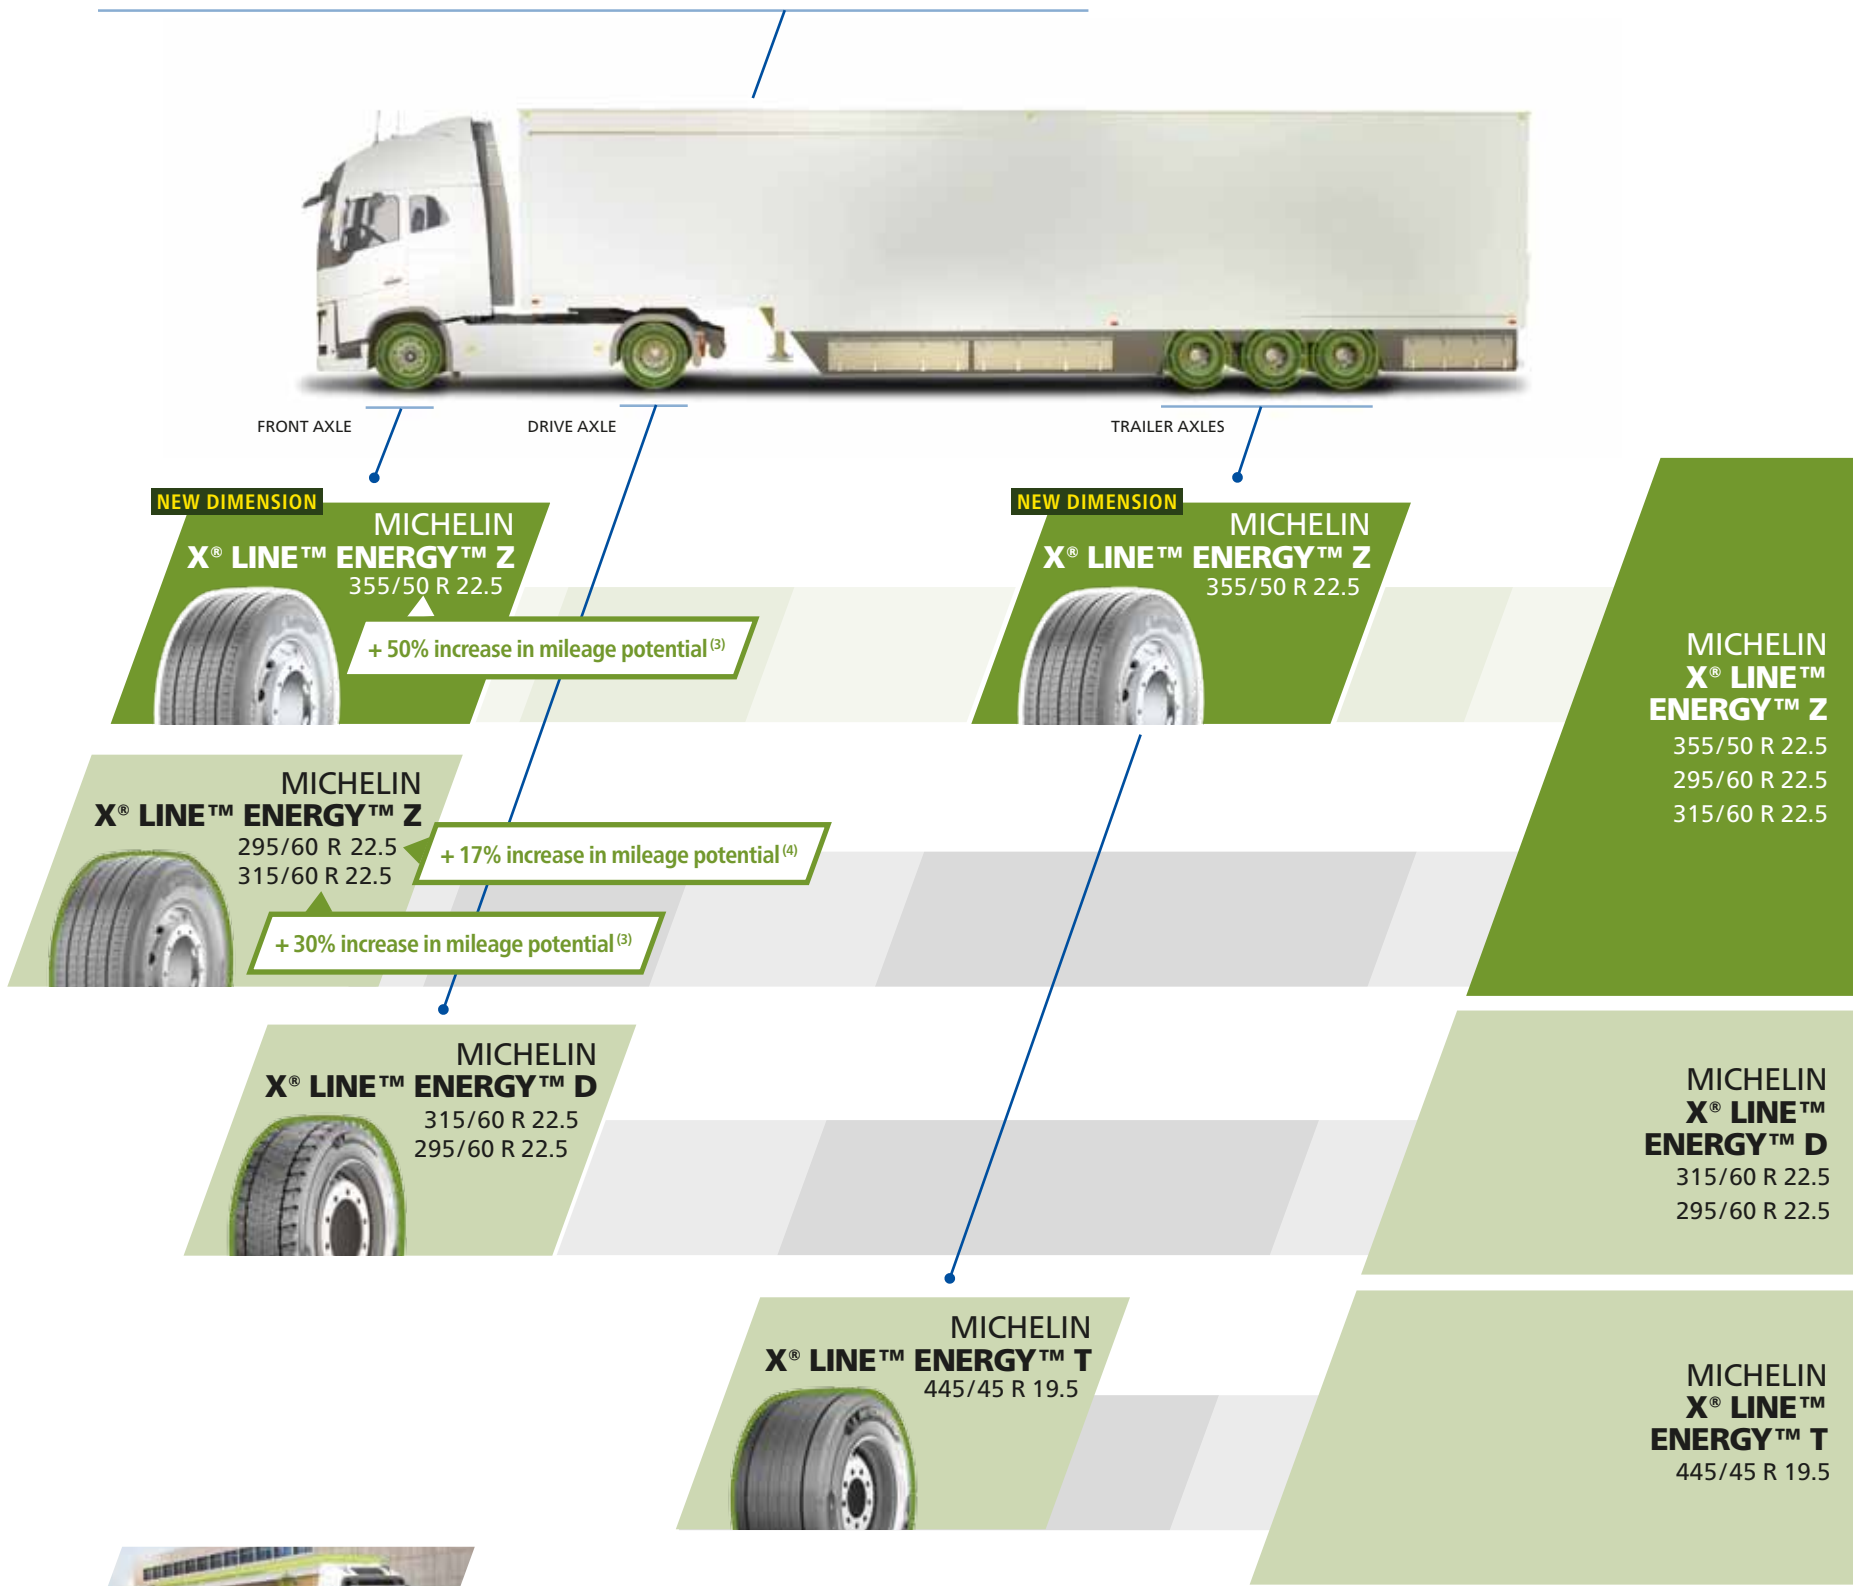 FRONT AXLE
DRIVE AXLE
TRAILER AXLES
NEW DIMENSION
MICHELIN
X® LINE™ ENERGY™ Z
355/50 R 22.5
+ 50% increase in mileage potential (3)
NEW DIMENSION
MICHELIN
X® LINE™ ENERGY™ Z
355/50 R 22.5
MICHELIN
X® LINE™
ENERGY™ Z
355/50 R 22.5
295/60 R 22.5
315/60 R 22.5
MICHELIN
X® LINE™ ENERGY™ Z
295/60 R 22.5
315/60 R 22.5
+ 17% increase in mileage potential (4)
+ 30% increase in mileage potential (3)
MICHELIN
X® LINE™ ENERGY™ D
315/60 R 22.5
295/60 R 22.5
MICHELIN
X® LINE™
ENERGY™ D
315/60 R 22.5
295/60 R 22.5
MICHELIN
X® LINE™ ENERGY™ T
445/45 R 19.5
MICHELIN
X® LINE™
ENERGY™ T
445/45 R 19.5